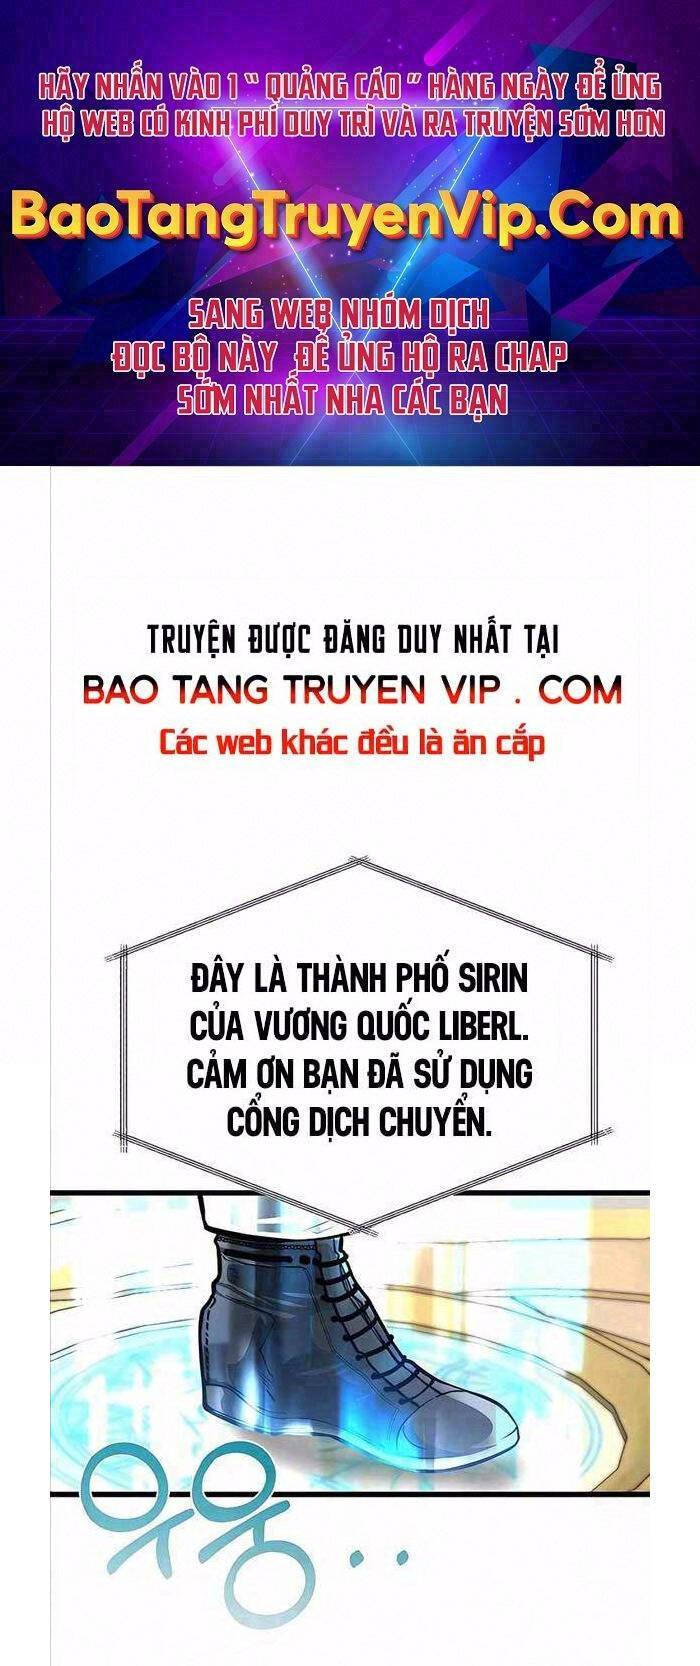 HÃY NHẤN VÀO 1 “ QUẢNG CÁO ” HÀNG NGÀY ĐỂ ỦNG
HỘ WEB CÓ KINH PHÍ DUY TRÌ VÀ RA TRUYỆN SỚM HƠN
BaoTangTruyenVip.Com
SANG WEB NHÓM DỊCH
ĐỌC BỘ NÀY ĐỂ ỦNG HỘ RA CHAP
SỚM NHẤT NHA CÁC BẠN
TRUYỆN ĐƯỢC ĐĂNG DUY NHẤT TẠI
BAO TANG TRUYEN VIP . COM
Các web khác đều là ăn cắp
ĐÂY LÀ THÀNH PHỐ SIRIN
CỦA VƯƠNG QUỐC LIBERL.
CẢM ƠN BẠN ĐÃ SỬ DỤNG
CỔNG DỊCH CHUYỂN.
우웅..